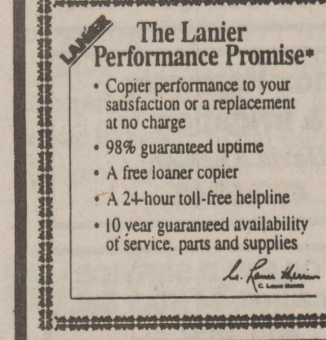 LANIER
The Lanier
Performance Promise*
• Copier performance to your
satisfaction or a replacement
at no charge
• 98% guaranteed uptime
• A free loaner copier
• A 24-hour toll-free helpline
• 10 year guaranteed availability
of service, parts and supplies